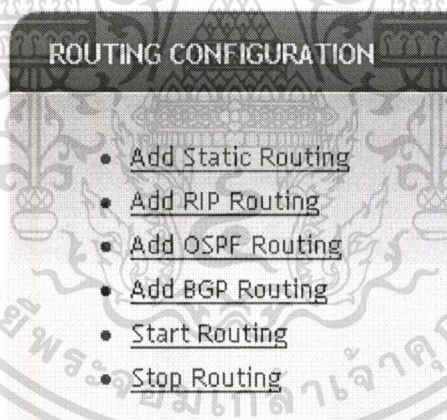 ROUTING CONFIGURATION
• Add Static Routing
• Add RIP Routing
• Add OSPF Routing
• Add BGP Routing
• Start Routing
• Stop Routing